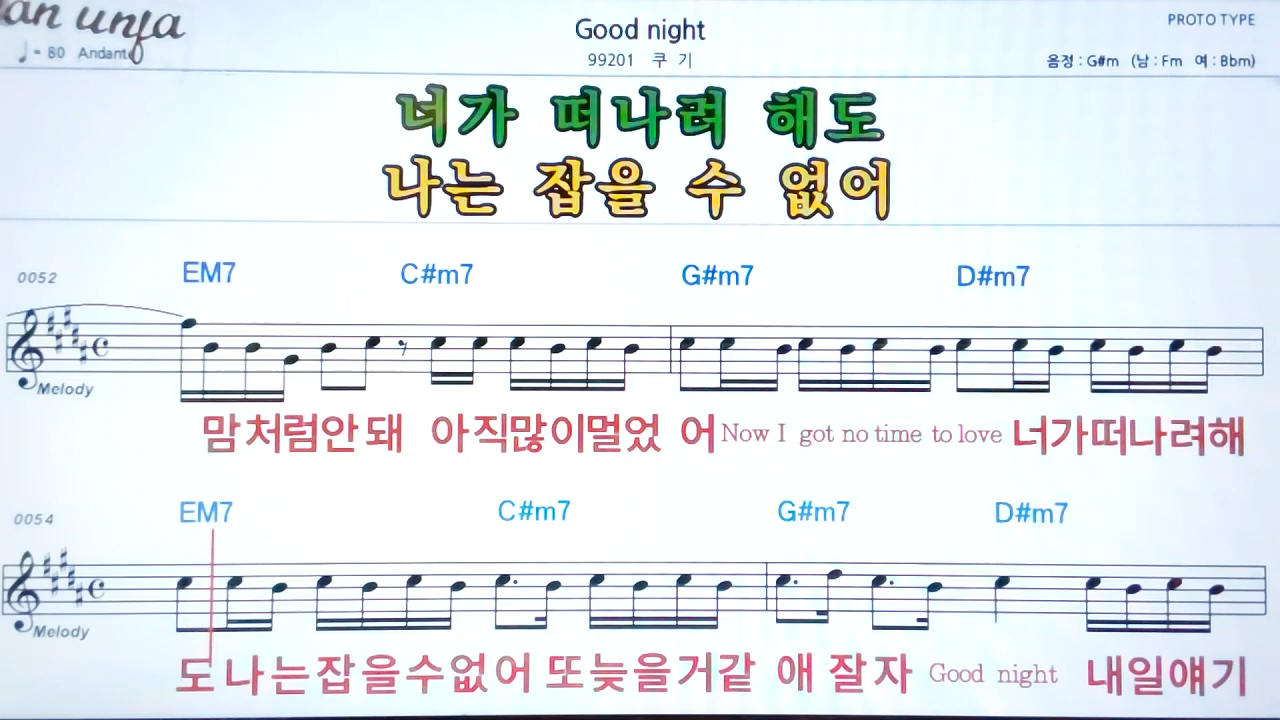 Good night
PROTO TYPE
♩= 80 Andante
99201 쿠 기
음정 : G#m (남 : Fm 여 : Bbm)
너가 떠나려 해도
나는 잡을 수 없어
0052 EM7 C#m7 G#m7 D#m7
Melody
맘처럼안돼 아직많이멀었 어 Now I got no time to love 너가떠나려해
0054 EM7 C#m7 G#m7 D#m7
Melody
도나는잡을수없어 또늦을거같 애 잘자 Good night 내일얘기